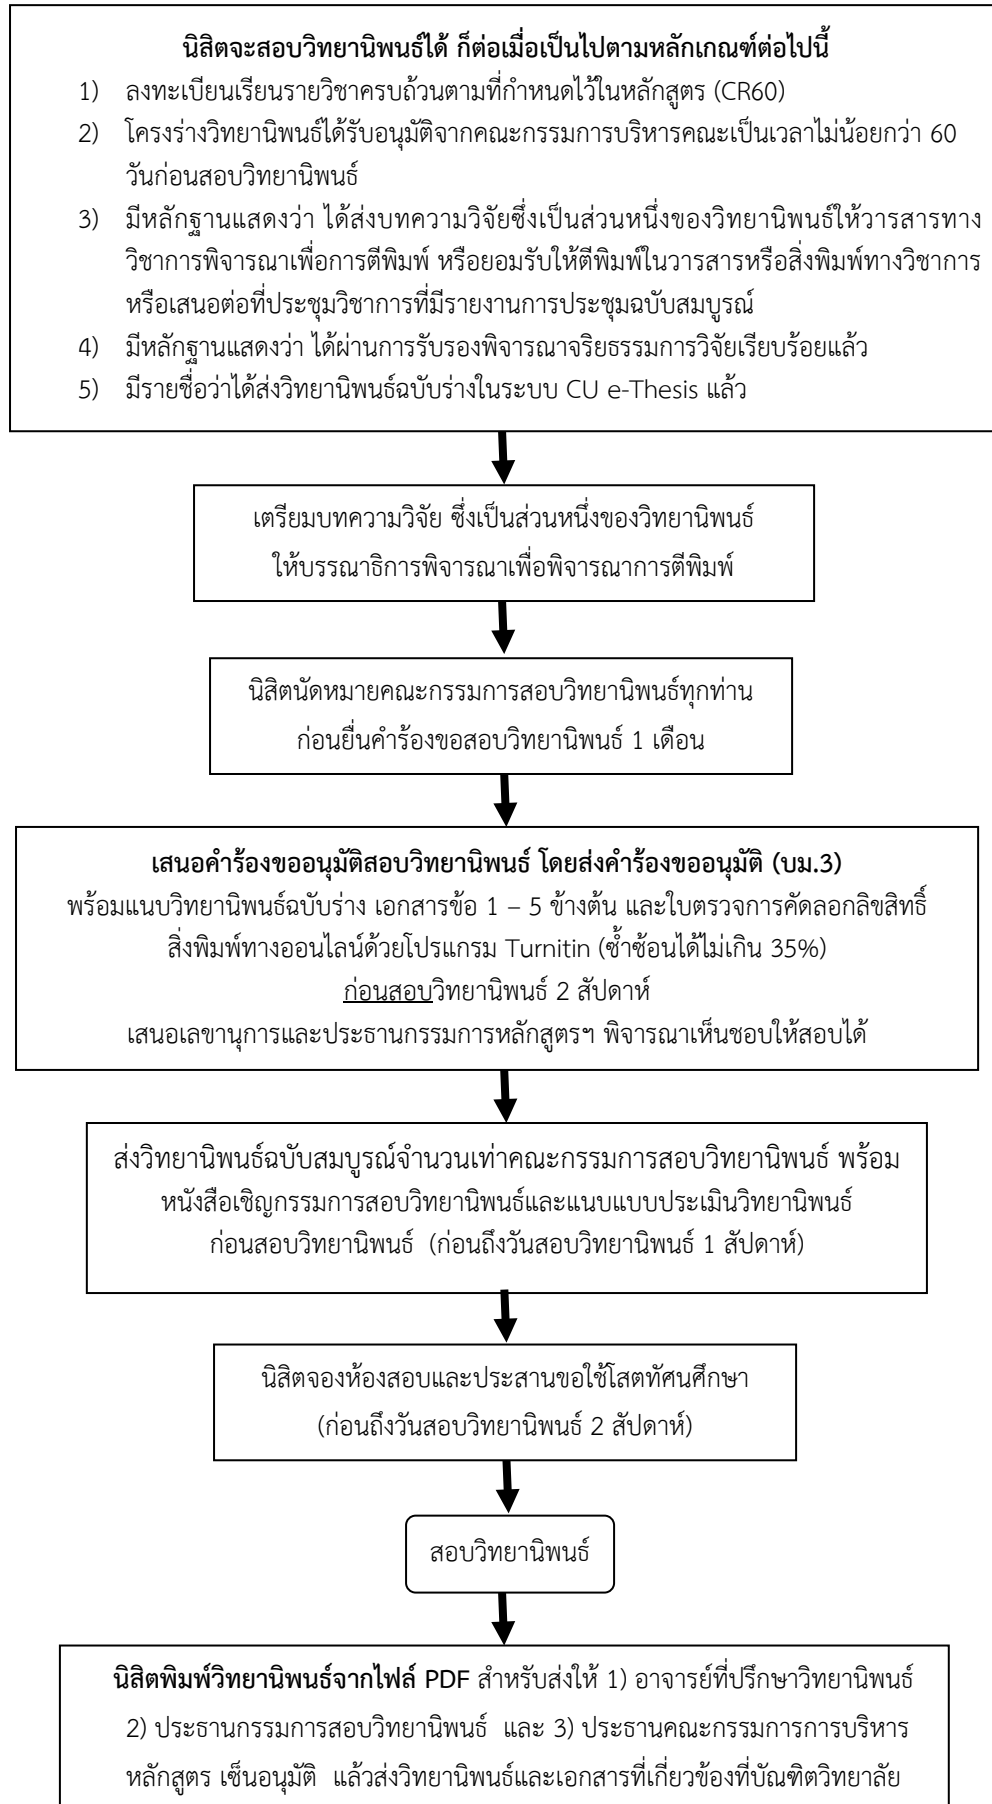 นิสิตจะสอบวิทยานิพนธ์ได้ ก็ต่อเมื่อเป็นไปตามหลักเกณฑ์ต่อไปนี้
1) ลงทะเบียนเรียนรายวิชาครบถ้วนตามที่กำหนดไว้ในหลักสูตร (CR60)
2) โครงร่างวิทยานิพนธ์ได้รับอนุมัติจากคณะกรรมการบริหารคณะเป็นเวลาไม่น้อยกว่า 60
วันก่อนสอบวิทยานิพนธ์
3) มีหลักฐานแสดงว่า ได้ส่งบทความวิจัยซึ่งเป็นส่วนหนึ่งของวิทยานิพนธ์ให้วารสารทาง
วิชาการพิจารณาเพื่อการตีพิมพ์ หรือยอมรับให้ตีพิมพ์ในวารสารหรือสิ่งพิมพ์ทางวิชาการ
หรือเสนอต่อที่ประชุมวิชาการที่มีรายงานการประชุมฉบับสมบูรณ์
4) มีหลักฐานแสดงว่า ได้ผ่านการรับรองพิจารณาจริยธรรมการวิจัยเรียบร้อยแล้ว
5) มีรายชื่อว่าได้ส่งวิทยานิพนธ์ฉบับร่างในระบบ CU e-Thesis แล้ว
เตรียมบทความวิจัย ซึ่งเป็นส่วนหนึ่งของวิทยานิพนธ์
ให้บรรณาธิการพิจารณาเพื่อพิจารณาการตีพิมพ์
นิสิตนัดหมายคณะกรรมการสอบวิทยานิพนธ์ทุกท่าน
ก่อนยื่นคำร้องขอสอบวิทยานิพนธ์ 1 เดือน
เสนอคำร้องขออนุมัติสอบวิทยานิพนธ์ โดยส่งคำร้องขออนุมัติ (บม.3)
พร้อมแนบวิทยานิพนธ์ฉบับร่าง เอกสารข้อ 1 – 5 ข้างต้น และใบตรวจการคัดลอกลิขสิทธิ์
สิ่งพิมพ์ทางออนไลน์ด้วยโปรแกรม Turnitin (ซ้ำซ้อนได้ไม่เกิน 35%)
ก่อนสอบวิทยานิพนธ์ 2 สัปดาห์
เสนอเลขานุการและประธานกรรมการหลักสูตรฯ พิจารณาเห็นชอบให้สอบได้
ส่งวิทยานิพนธ์ฉบับสมบูรณ์จำนวนเท่าคณะกรรมการสอบวิทยานิพนธ์ พร้อม
หนังสือเชิญกรรมการสอบวิทยานิพนธ์และแนบแบบประเมินวิทยานิพนธ์
ก่อนสอบวิทยานิพนธ์ (ก่อนถึงวันสอบวิทยานิพนธ์ 1 สัปดาห์)
นิสิตจองห้องสอบและประสานขอใช้โสตทัศนศึกษา
(ก่อนถึงวันสอบวิทยานิพนธ์ 2 สัปดาห์)
สอบวิทยานิพนธ์
นิสิตพิมพ์วิทยานิพนธ์จากไฟล์ PDF สำหรับส่งให้ 1) อาจารย์ที่ปรึกษาวิทยานิพนธ์
2) ประธานกรรมการสอบวิทยานิพนธ์ และ 3) ประธานคณะกรรมการการบริหาร
หลักสูตร เซ็นอนุมัติ แล้วส่งวิทยานิพนธ์และเอกสารที่เกี่ยวข้องที่บัณฑิตวิทยาลัย